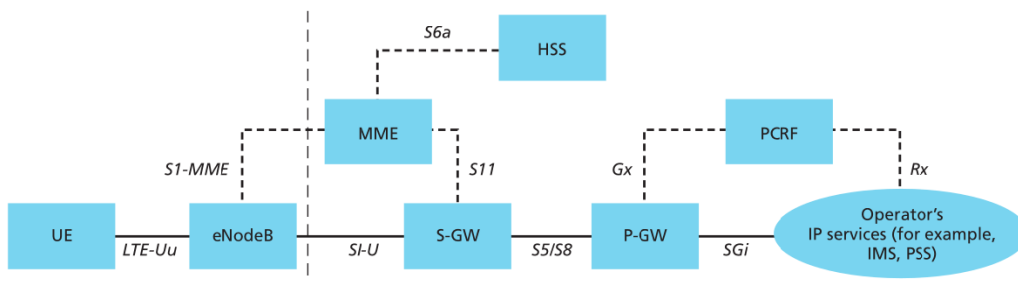 S6a
HSS
MME
PCRF
S1-MME
S11
Gx
Rx
UE
LTE-Uu
eNodeB
SI-U
S-GW
S5/S8
P-GW
SGi
Operator’s
IP services (for example,
IMS, PSS)